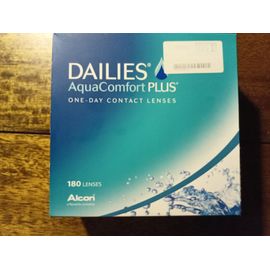 DAILIES®
AquaComfort PLUS®
ONE-DAY CONTACT LENSES
180 LENSES
Alcon